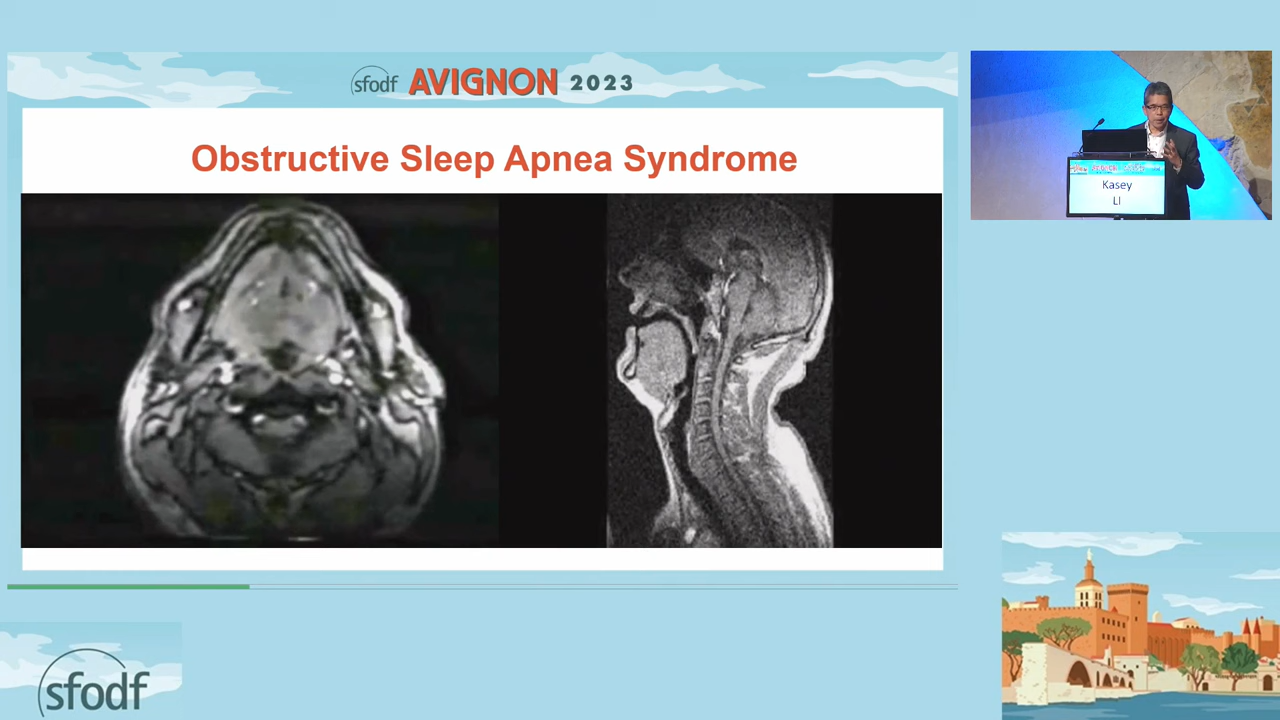 sfodf AVIGNON 2023
Obstructive Sleep Apnea Syndrome
Kasey
LI
sfodf